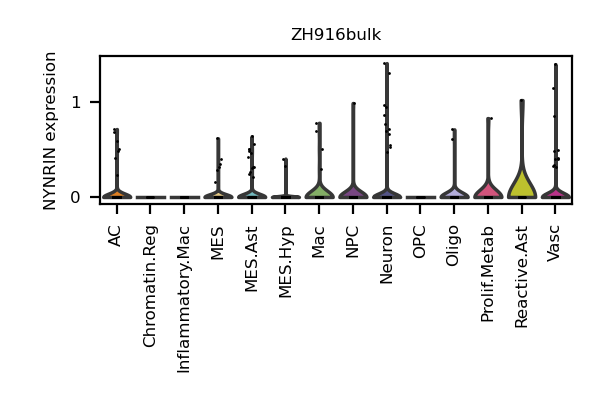 ZH916bulk
NYNRIN expression
1
0
AC
Chromatin.Reg
Inflammatory.Mac
MES
MES.Ast
MES.Hyp
Mac
NPC
Neuron
OPC
Oligo
Prolif.Metab
Reactive.Ast
Vasc